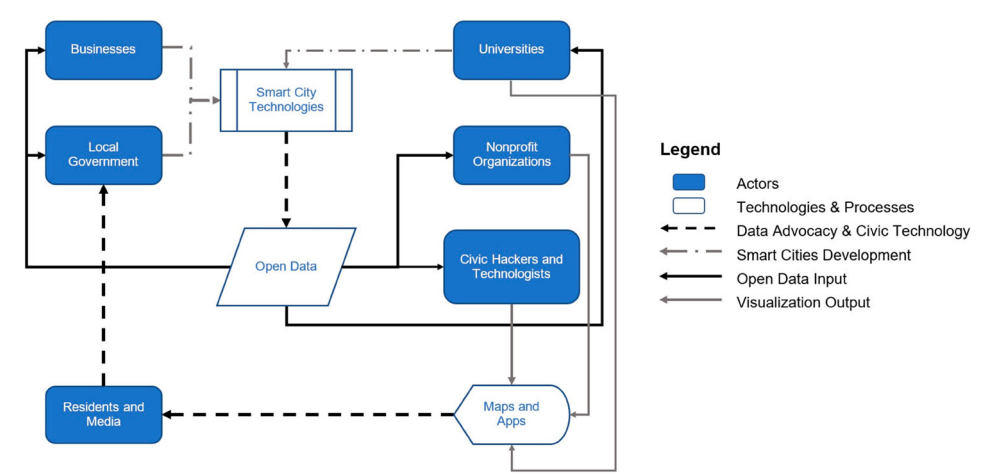 Businesses
Universities
Smart City
Technologies
Local
Government
Nonprofit
Organizations
Open Data
Civic Hackers and
Technologists
Residents and
Media
Maps and
Apps
Legend
Actors
Technologies & Processes
Data Advocacy & Civic Technology
Smart Cities Development
Open Data Input
Visualization Output